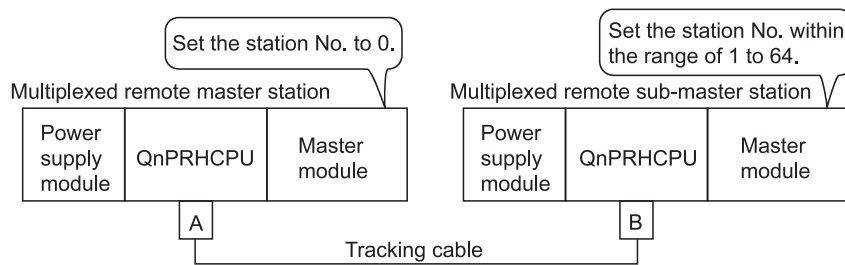 Set the station No. to 0.
Set the station No. within
the range of 1 to 64.
Multiplexed remote master station
Multiplexed remote sub-master station
Power
supply
module
QnPRHCPU
Master
module
Power
supply
module
QnPRHCPU
Master
module
A
B
Tracking cable